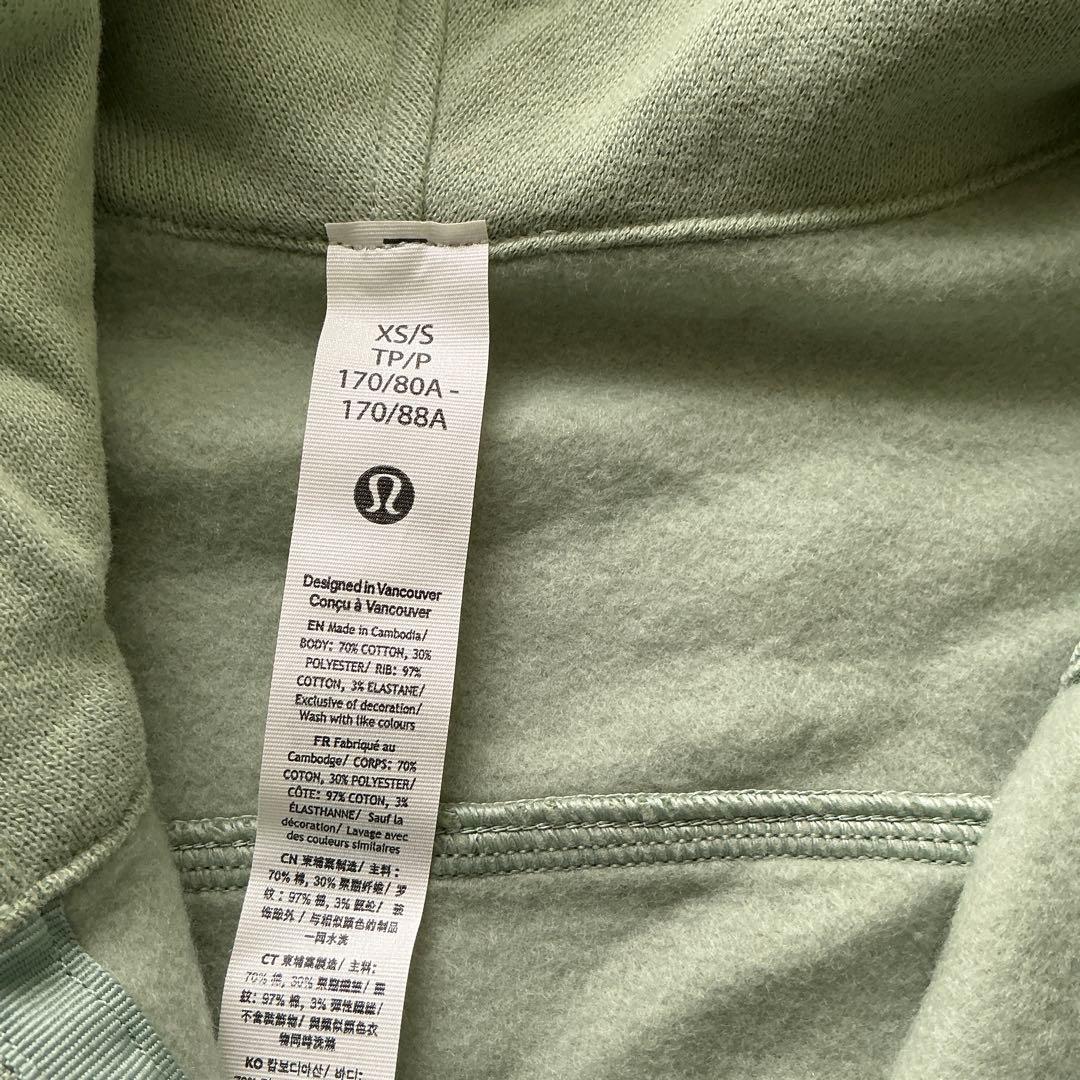 XS/S
TP/P
170/80A -
170/88A
Designed in Vancouver
Conçu à Vancouver
EN Made in Cambodia/
BODY: 70% COTTON, 30%
POLYESTER/ RIB: 97%
COTTON, 3% ELASTANE/
Exclusive of decoration/
Wash with like colours
FR Fabriqué au
Cambodge/ CORPS: 70%
COTON, 30% POLYESTER/
CÔTE: 97% COTON, 3%
ÉLASTHANNE/ Sauf la
décoration/ Lavage avec
des couleurs similaires
CN 柬埔寨制造/ 主料:
70% 棉, 30% 聚酯纤维/ 罗
纹: 97% 棉, 3% 氨纶/ 装
饰除外 / 与相似颜色的制品
一同水洗
CT 柬埔寨製造/ 主料:
70% 棉, 30% 聚酯纖維/
紋: 97% 棉, 3% 彈性纖維/
不含裝飾物/ 與類似顏色衣
物同時洗滌
KO 캄보디아산/ 바디: